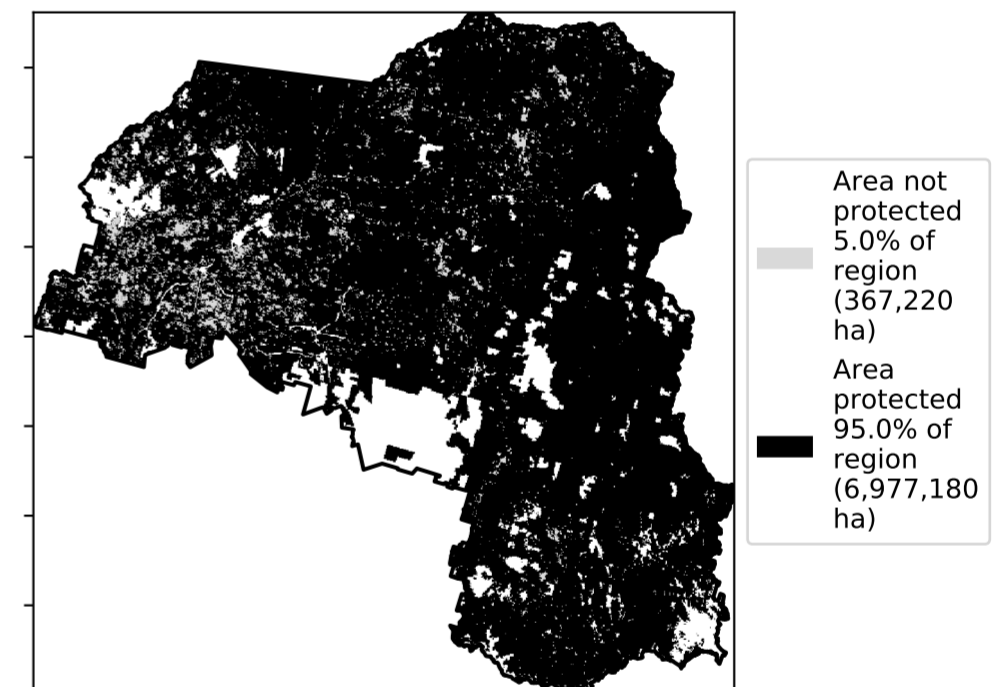 Area not
protected
5.0% of
region
(367,220
ha)
Area
protected
95.0% of
region
(6,977,180
ha)